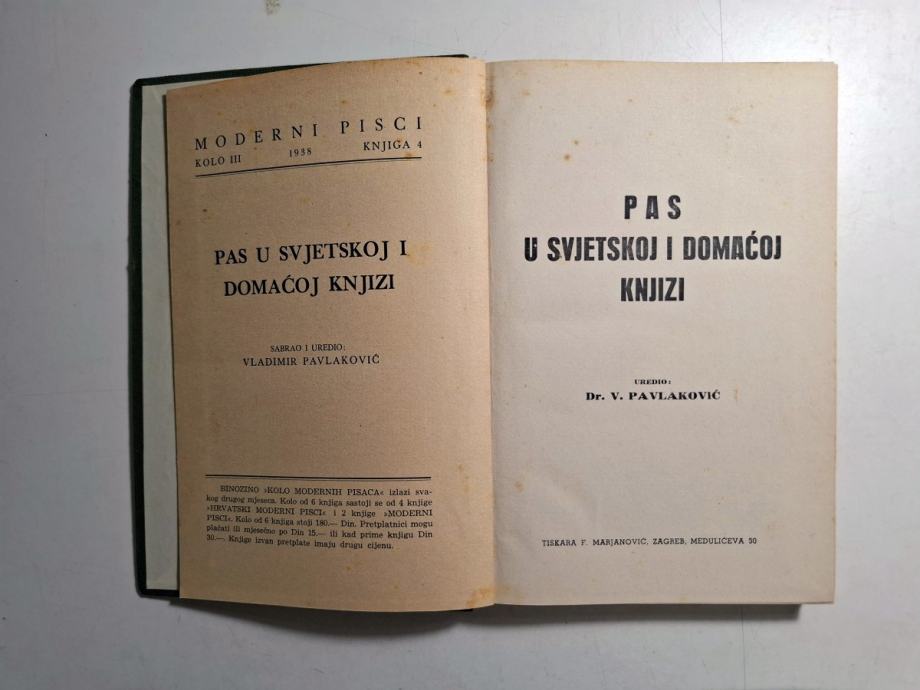 MODERNI PISCI
KOLO III 1938 KNJIGA 4
PAS U SVJETSKOJ I
DOMAĆOJ KNJIZI
SABRAO I UREDIO:
VLADIMIR PAVLAKOVIĆ
BINOZINO »KOLO MODERNIH PISACA« izlazi sva-
kog drugog mjeseca. Kolo od 6 knjiga sastoji se od 4 knjige
»HRVATSKI MODERNI PISCI« i 2 knjige »MODERNI
PISCI«. Kolo od 6 knjiga stoji 180.— Din. Pretplatnici mogu
plaćati ili mjesečno po Din 15.— ili kad prime knjigu Din
30.—. Knjige izvan pretplate imaju drugu cijenu.
PAS
U SVJETSKOJ I DOMAĆOJ
KNJIZI
UREDIO:
Dr. V. PAVLAKOVIĆ
TISKARA F. MARJANOVIĆ, ZAGREB, MEDULIĆEVA 30